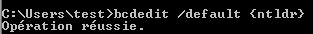 C:\Users\test>bcdedit /default {ntldr}
Opération réussie.